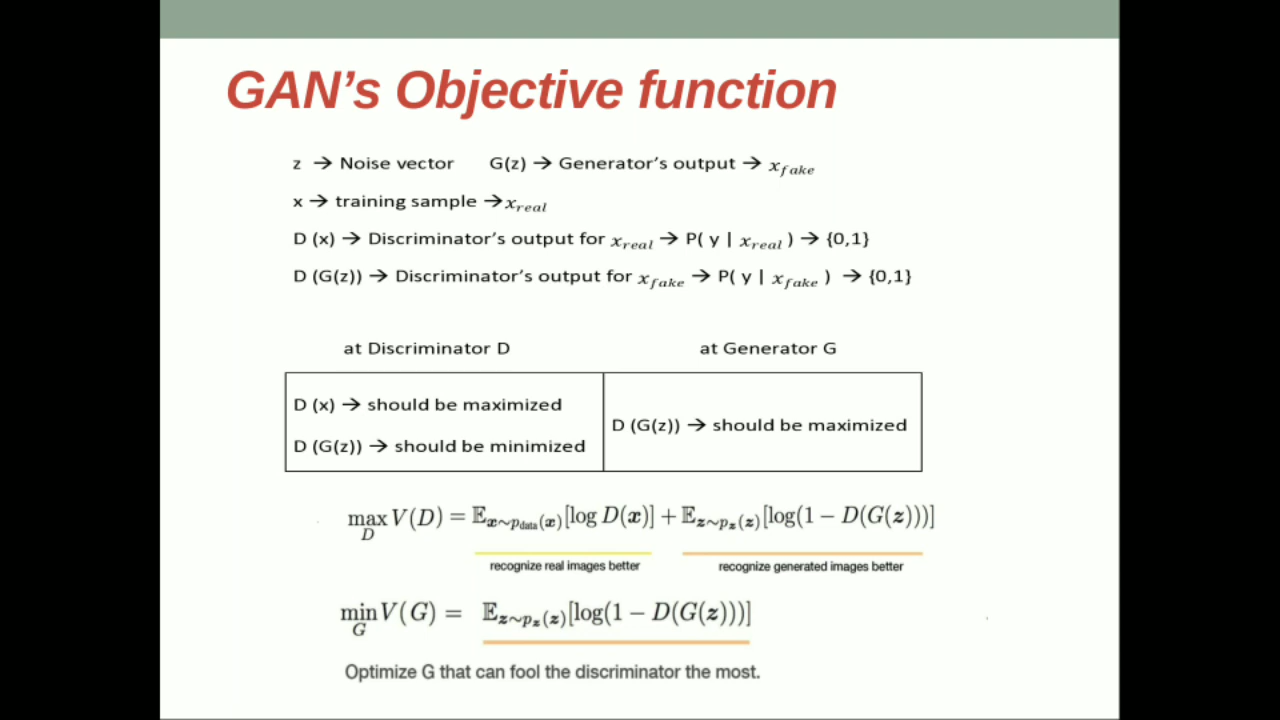 GAN's Objective function
z → Noise vector G(z) → Generator's output → x_fake
x → training sample → x_real
D (x) → Discriminator's output for x_real → P( y | x_real ) → {0,1}
D (G(z)) → Discriminator's output for x_fake → P( y | x_fake ) → {0,1}
at Discriminator D at Generator G
D (x) → should be maximized
D (G(z)) → should be minimized
D (G(z)) → should be maximized
max_D V(D) = 𝔼_{x∼p_data(x)}[log D(x)] + 𝔼_{z∼p_z(z)}[log(1 − D(G(z)))]
recognize real images better recognize generated images better
min_G V(G) = 𝔼_{z∼p_z(z)}[log(1 − D(G(z)))]
Optimize G that can fool the discriminator the most.